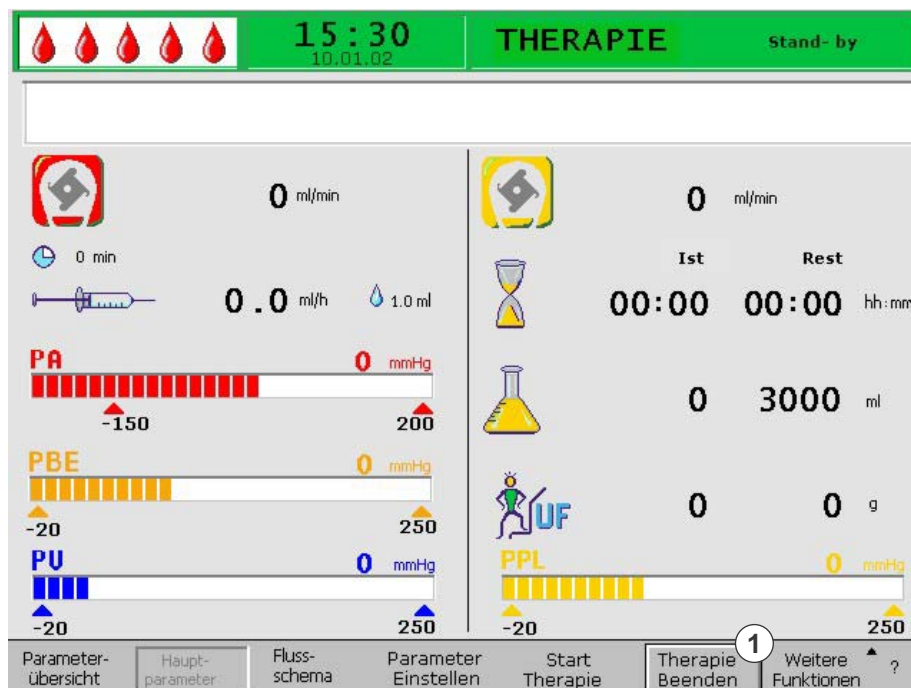 15:30 THERAPIE Stand- by
10.01.02
0 ml/min
0 min
0.0 ml/h 1.0 ml
PA 0 mmHg
-150 200
PBE 0 mmHg
-20 250
PV 0 mmHg
-20 250
0 ml/min
Ist Rest
00:00 00:00 hh:mm
0 3000 ml
UF 0 0 g
PPL 0 mmHg
-20 250
1
Parameter-
übersicht
Haupt-
parameter
Fluss-
schema
Parameter
Einstellen
Start
Therapie
Therapie
Beenden
Weitere
Funktionen
?